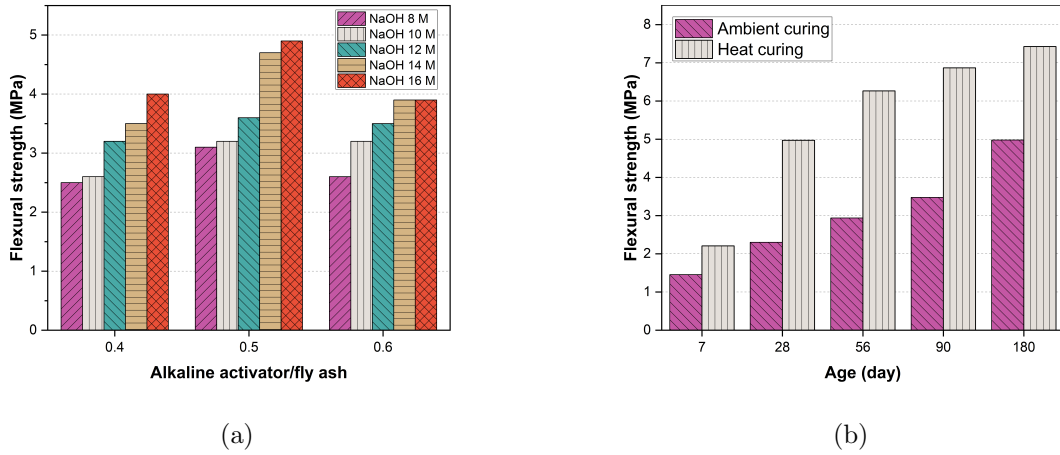 NaOH 8 M
NaOH 10 M
NaOH 12 M
NaOH 14 M
NaOH 16 M
5
4
3
2
1
0
Flexural strength (MPa)
0.4 0.5 0.6
Alkaline activator/fly ash
(a)
Ambient curing
Heat curing
8
7
6
5
4
3
2
1
0
Flexural strength (MPa)
7 28 56 90 180
Age (day)
(b)